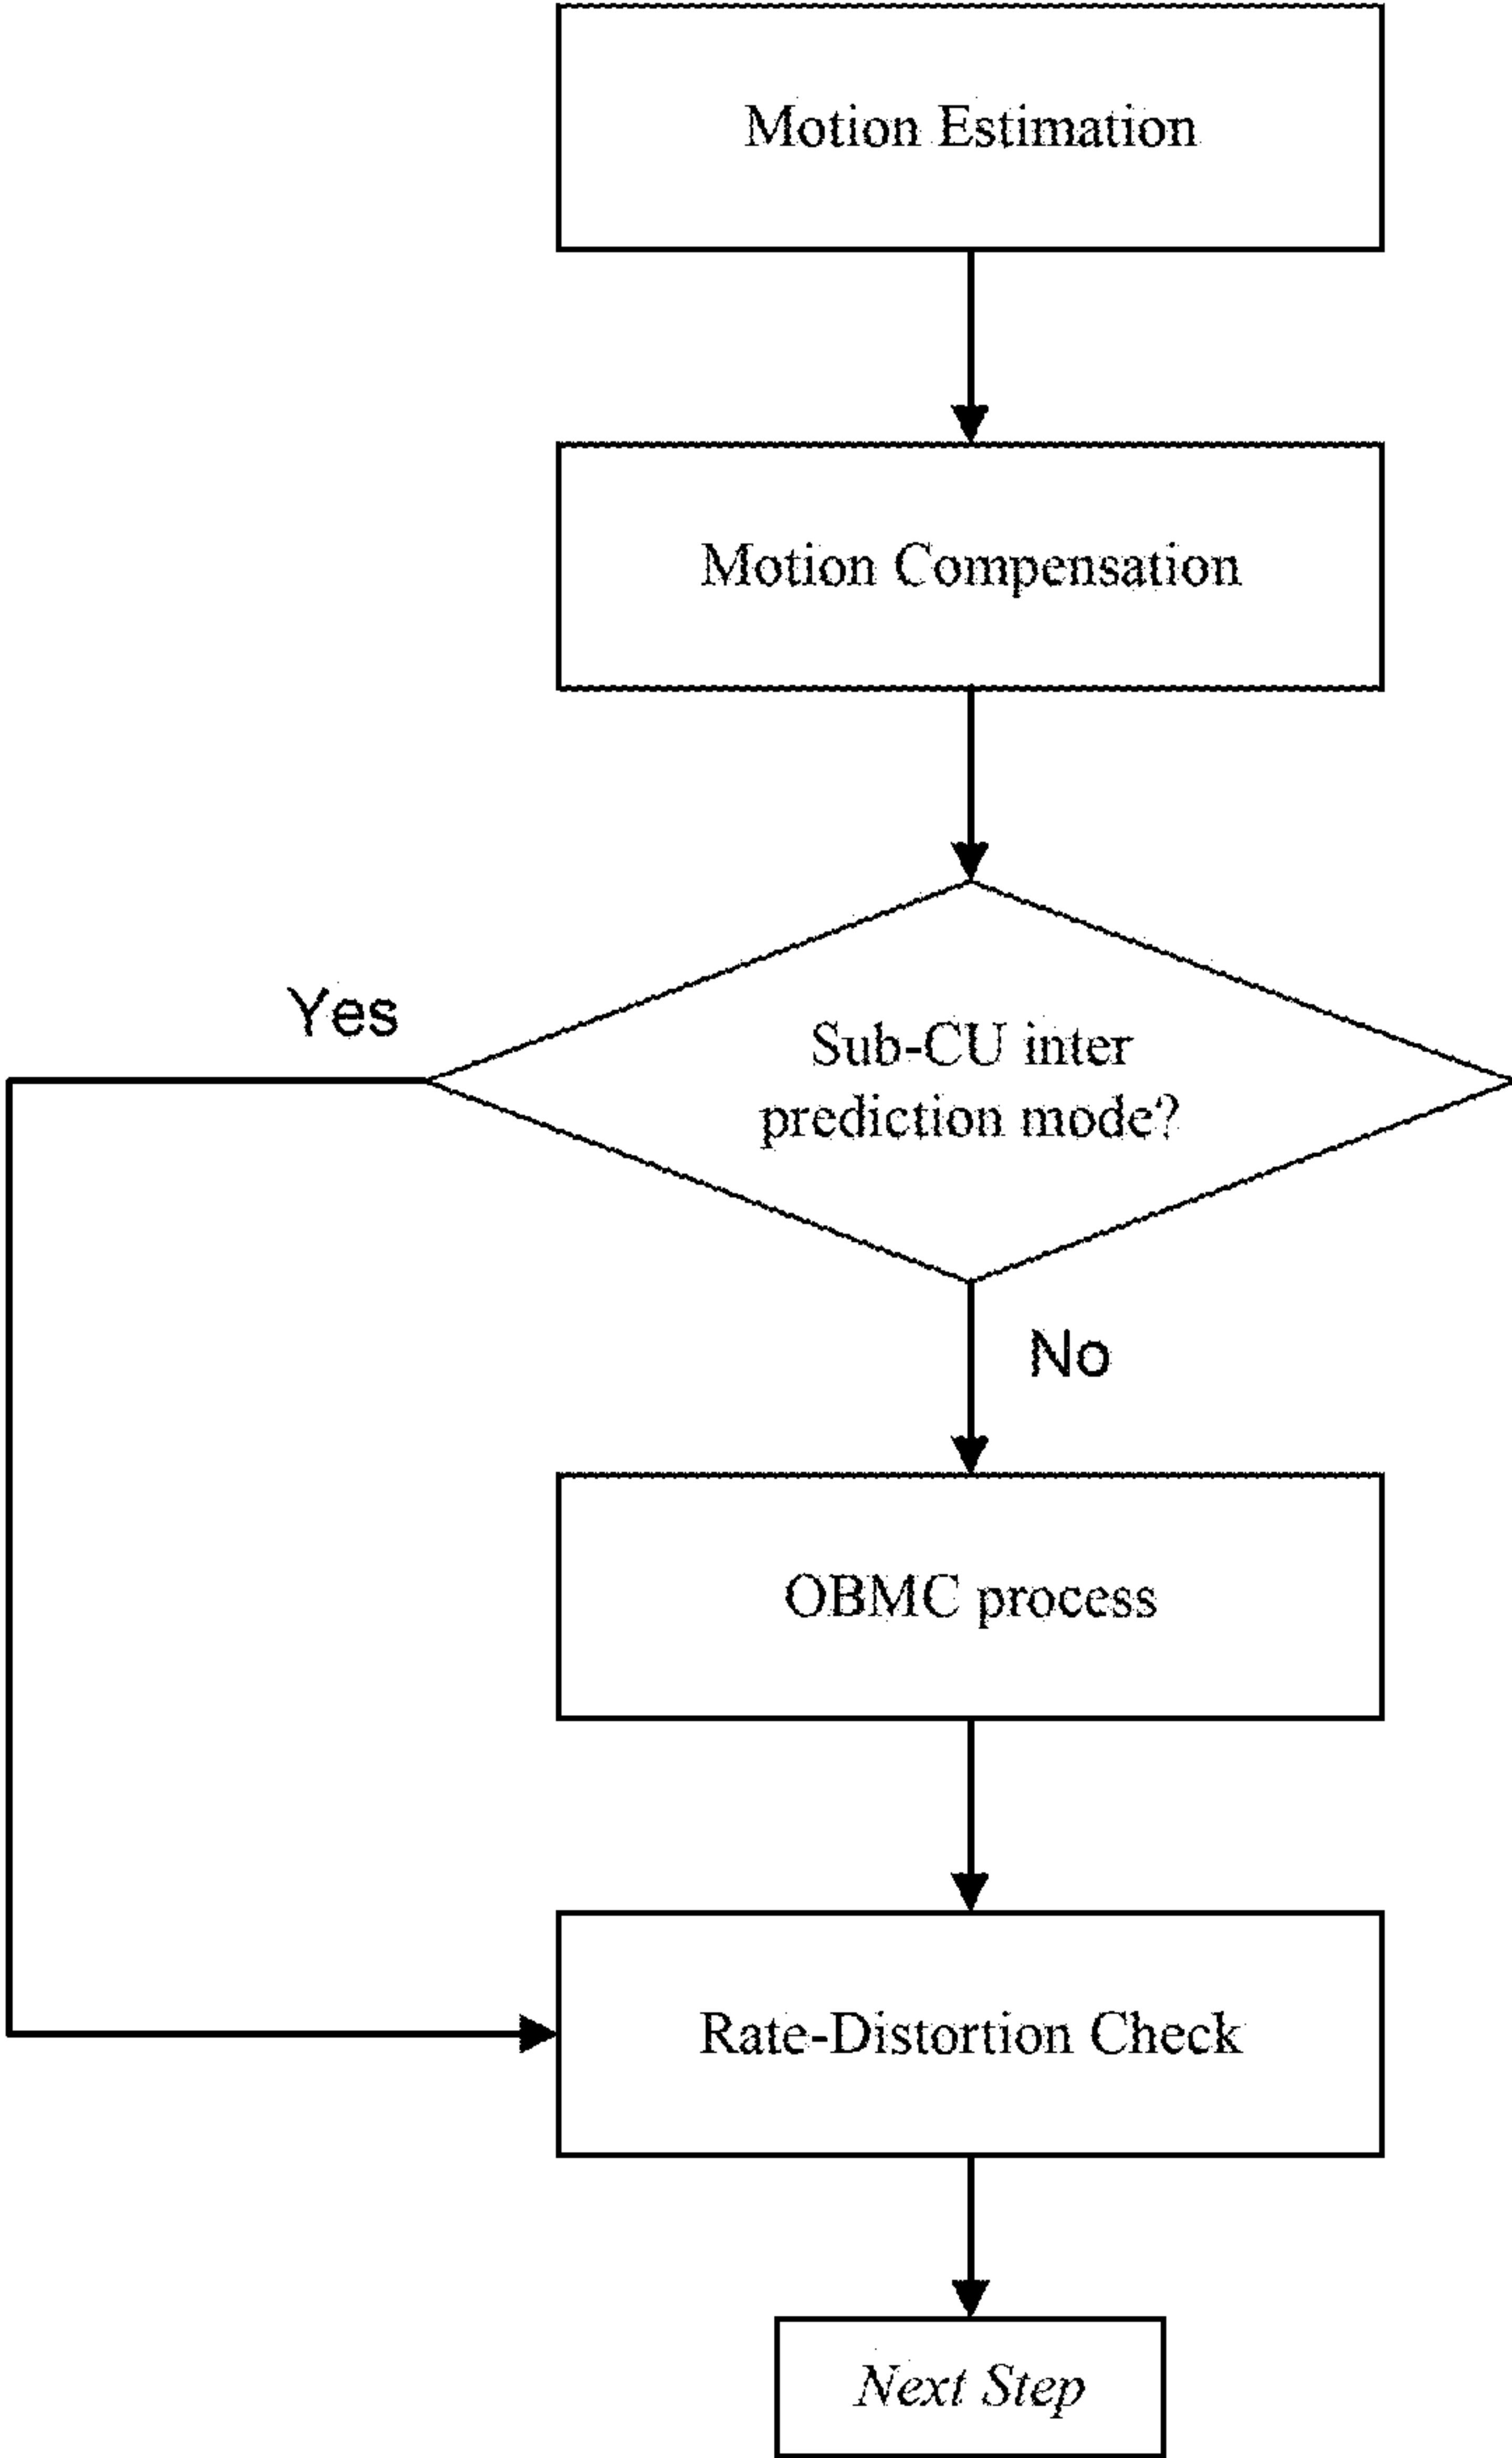 Motion Estimation
Motion Compensation
Yes
Sub-CU inter
prediction mode?
No
OBMC process
Rate-Distortion Check
Next Step